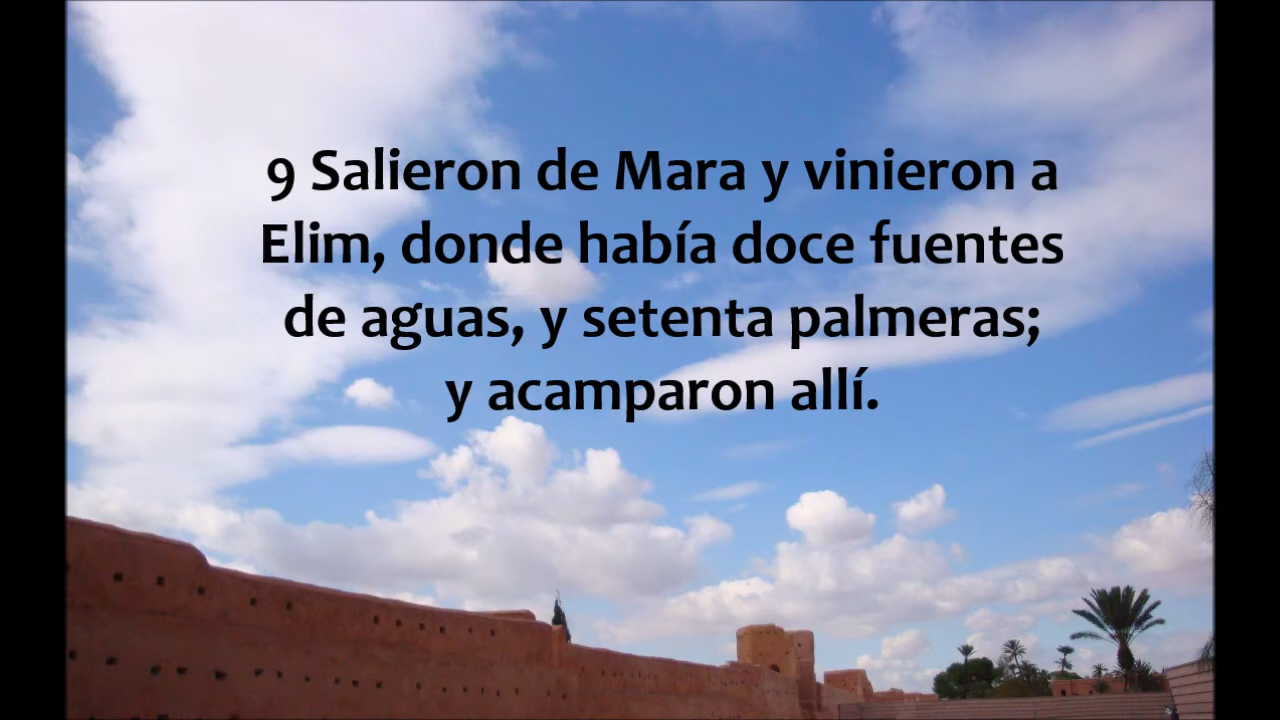 9 Salieron de Mara y vinieron a
Elim, donde había doce fuentes
de aguas, y setenta palmeras;
y acamparon allí.